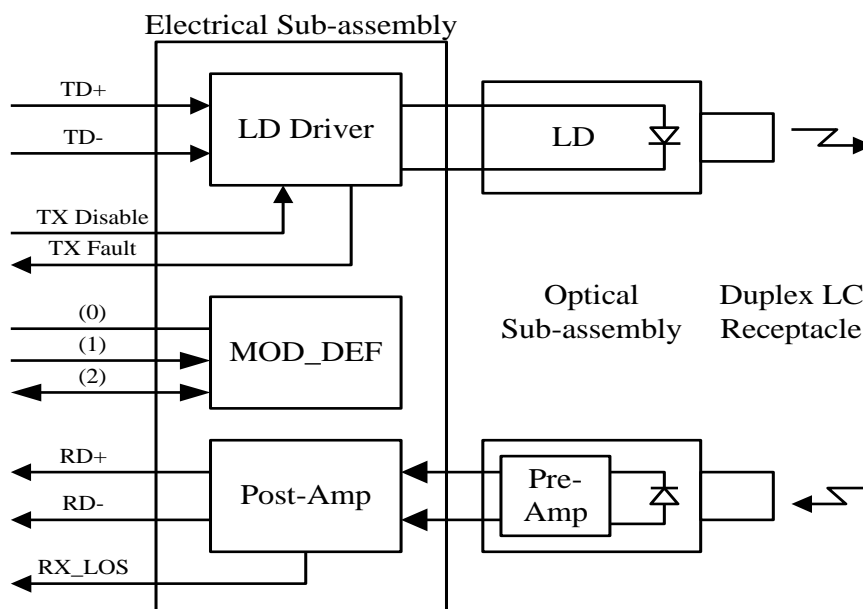 Electrical Sub-assembly
TD+
TD-
LD Driver
LD
TX Disable
TX Fault
Optical
Sub-assembly
Duplex LC
Receptacle
(0)
(1)
(2)
MOD_DEF
RD+
RD-
Post-Amp
Pre-
Amp
RX_LOS